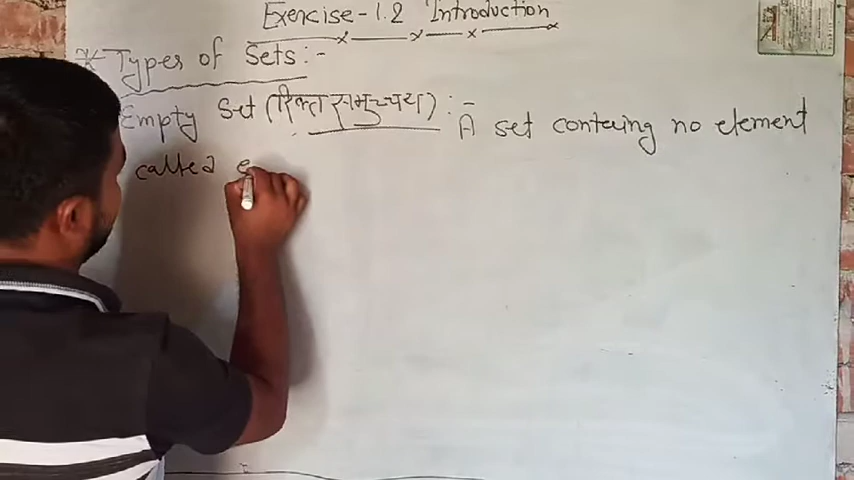 Exercise-1.2 Introduction
* Types of Sets:-
Empty Set (रिक्त समुच्चय) :- A set conteing no element
called e